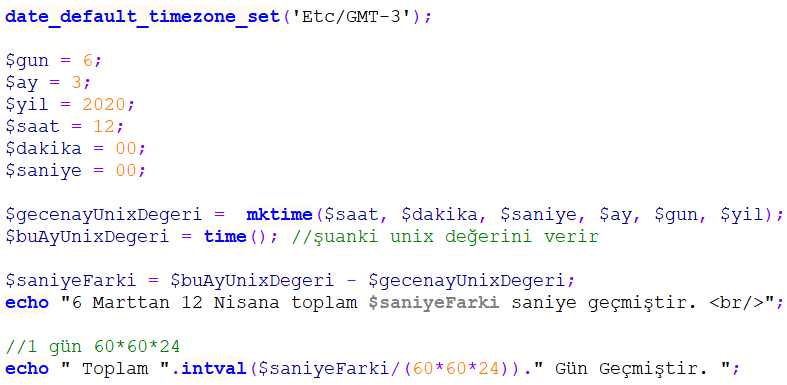 date_default_timezone_set('Etc/GMT-3');
$gun = 6;
$ay = 3;
$yil = 2020;
$saat = 12;
$dakika = 00;
$saniye = 00;
$gecenayUnixDegeri =  mktime($saat, $dakika, $saniye, $ay, $gun, $yil);
$buAyUnixDegeri = time(); //şuanki unix değerini verir
$saniyeFarki = $buAyUnixDegeri - $gecenayUnixDegeri;
echo "6 Marttan 12 Nisana toplam $saniyeFarki saniye geçmiştir. <br/>";
//1 gün 60*60*24
echo " Toplam ".intval($saniyeFarki/(60*60*24))." Gün Geçmiştir. ";